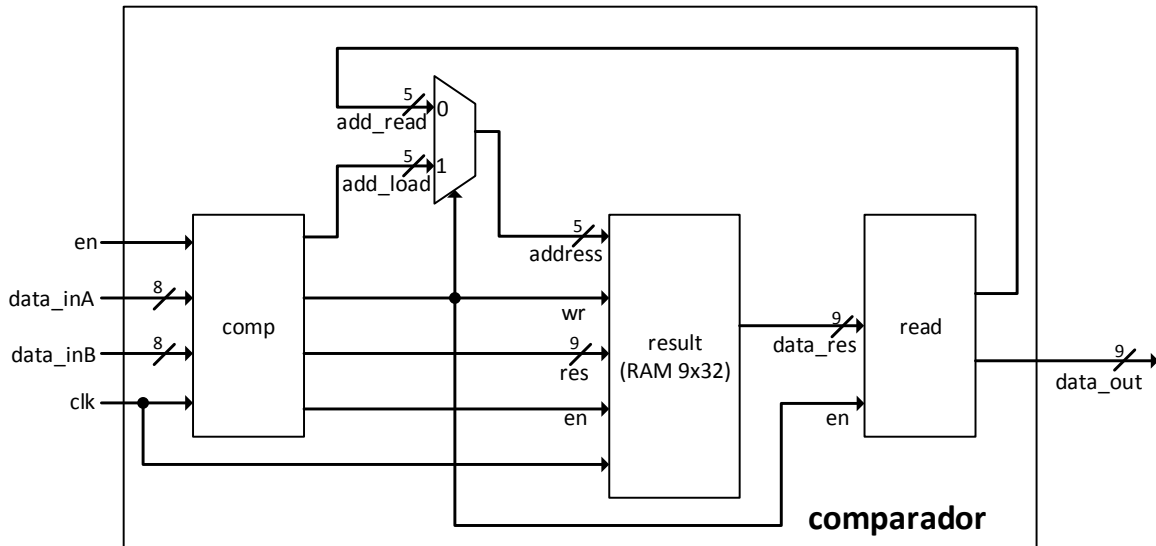 5
0
add_read
5
1
add_load
en
8
data_inA
8
data_inB
clk
comp
5
address
wr
9
res
en
result
(RAM 9x32)
9
data_res
read
en
9
data_out
comparador